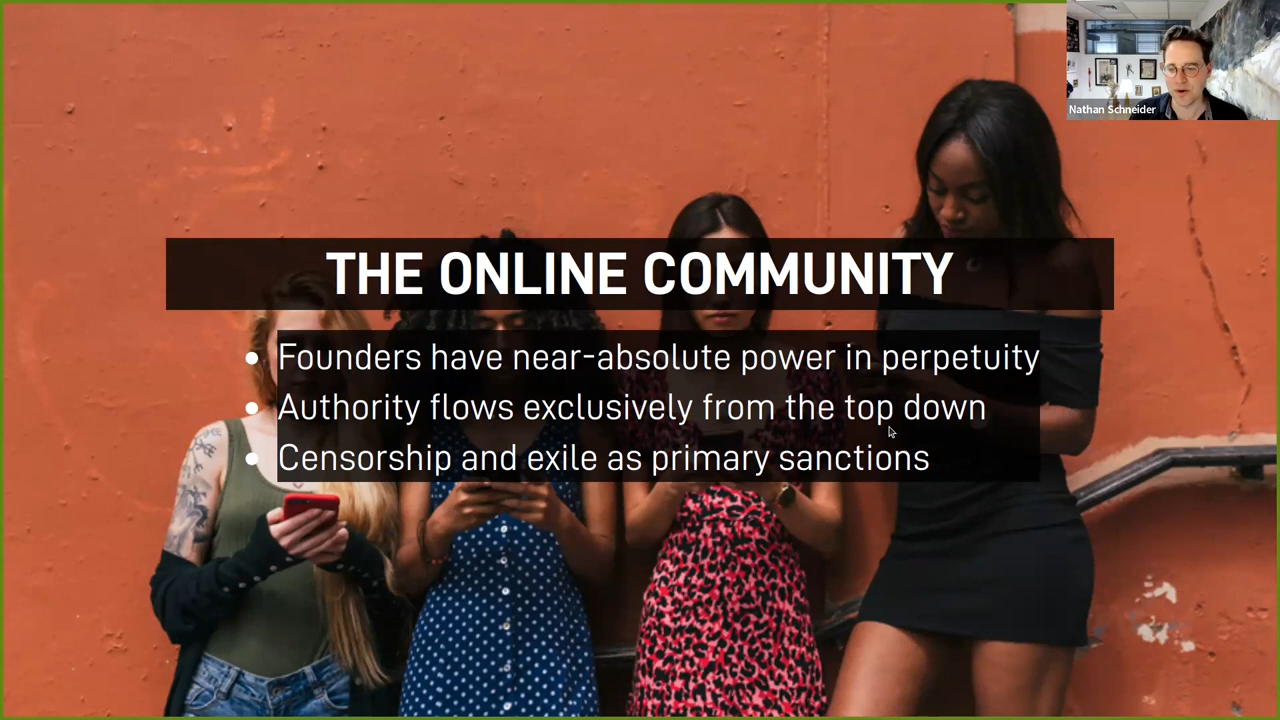 Nathan Schneider
THE ONLINE COMMUNITY
Founders have near-absolute power in perpetuity
Authority flows exclusively from the top down
Censorship and exile as primary sanctions